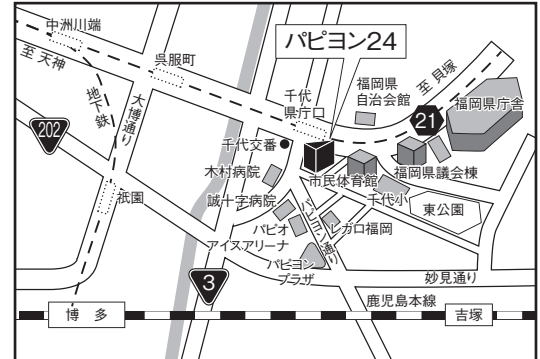 中洲川端
至 天神
地下鉄
呉服町
大博通り
202
祇園
パピヨン24
千代
県庁口
福岡県
自治会館
至 貝塚
21
福岡県庁舎
千代交番
木村病院
市民体育館
福岡県議会棟
千代小
東公園
誠十字病院
パピオ
アイスアリーナ
パピヨン通り
レガロ福岡
パピヨン
プラザ
3
妙見通り
鹿児島本線
博多
吉塚